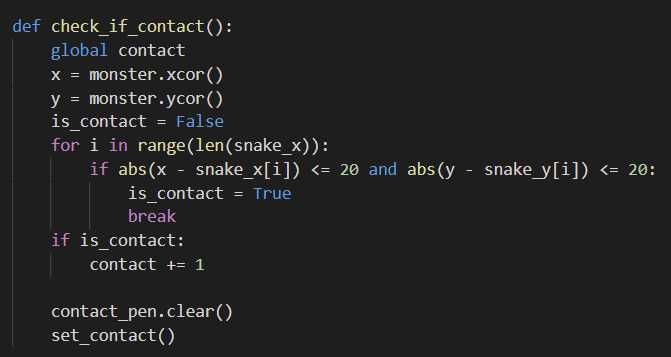 def check_if_contact():
    global contact
    x = monster.xcor()
    y = monster.ycor()
    is_contact = False
    for i in range(len(snake_x)):
        if abs(x - snake_x[i]) <= 20 and abs(y - snake_y[i]) <= 20:
            is_contact = True
            break
    if is_contact:
        contact += 1

    contact_pen.clear()
    set_contact()